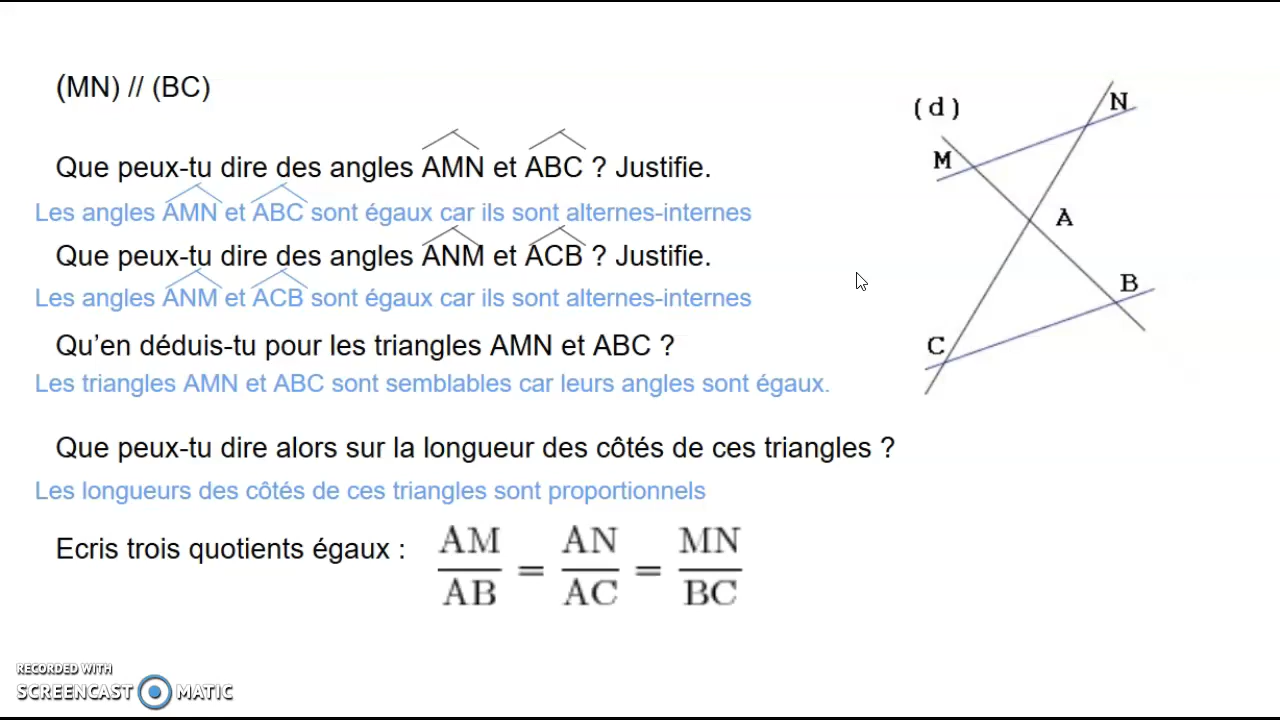 (MN) // (BC)
Que peux-tu dire des angles AMN et ABC ? Justifie.
Les angles AMN et ABC sont égaux car ils sont alternes-internes
Que peux-tu dire des angles ANM et ACB ? Justifie.
Les angles ANM et ACB sont égaux car ils sont alternes-internes
Qu’en déduis-tu pour les triangles AMN et ABC ?
Les triangles AMN et ABC sont semblables car leurs angles sont égaux.
Que peux-tu dire alors sur la longueur des côtés de ces triangles ?
Les longueurs des côtés de ces triangles sont proportionnels
Ecris trois quotients égaux : AM/AB = AN/AC = MN/BC
(d)
N
M
A
B
C
RECORDED WITH
SCREENCAST MATIC